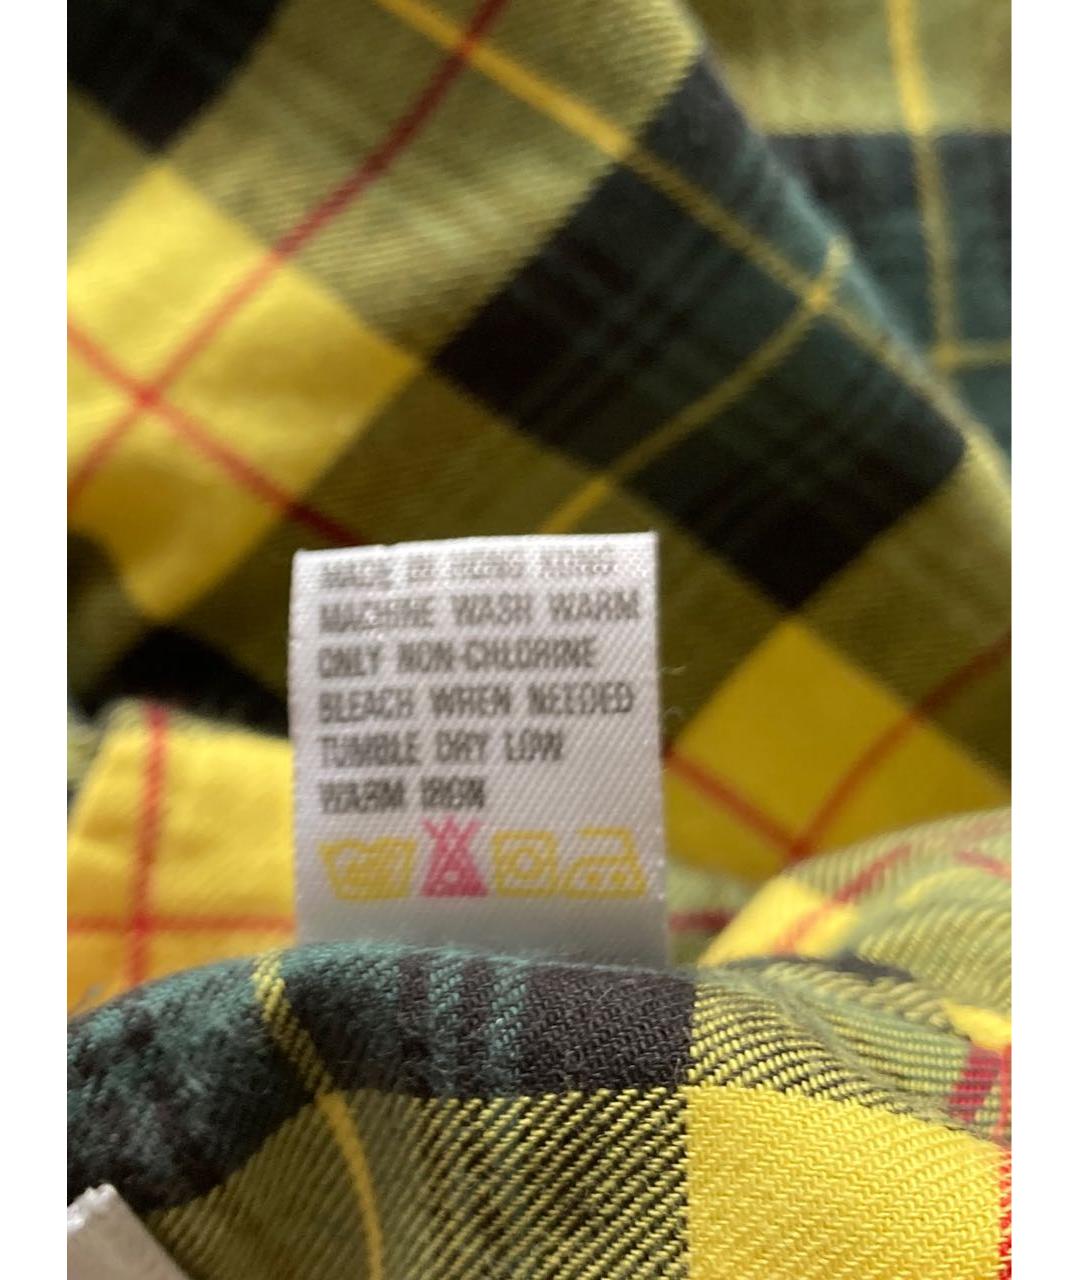 MADE IN HONG KONG
MACHINE WASH WARM
ONLY NON-CHLORINE
BLEACH WHEN NEEDED
TUMBLE DRY LOW
WARM IRON